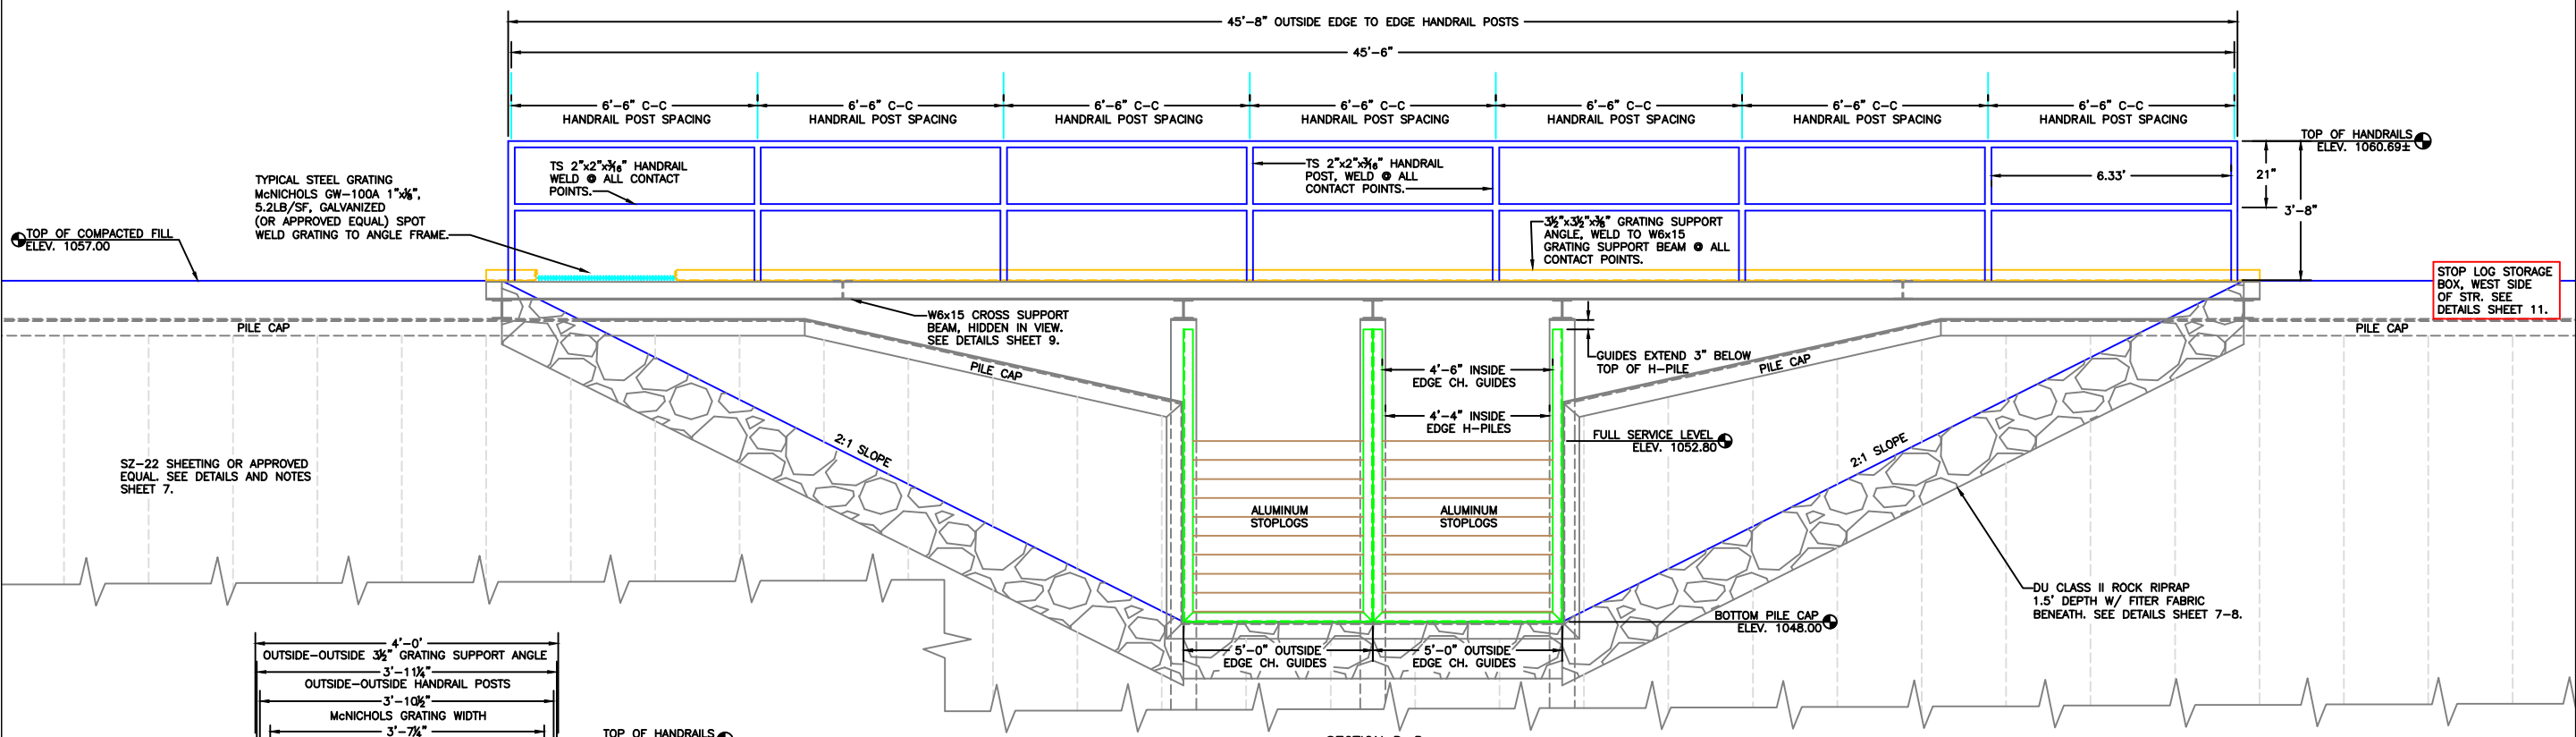 45'-8" OUTSIDE EDGE TO EDGE HANDRAIL POSTS
45'-6"
6'-6" C-C
HANDRAIL POST SPACING
6'-6" C-C
HANDRAIL POST SPACING
6'-6" C-C
HANDRAIL POST SPACING
6'-6" C-C
HANDRAIL POST SPACING
6'-6" C-C
HANDRAIL POST SPACING
6'-6" C-C
HANDRAIL POST SPACING
6'-6" C-C
HANDRAIL POST SPACING
TOP OF HANDRAILS
ELEV. 1060.69±
TYPICAL STEEL GRATING
McNICHOLS GW-100A 1"x⅛",
5.2LB/SF, GALVANIZED
(OR APPROVED EQUAL) SPOT
WELD GRATING TO ANGLE FRAME.
TS 2"x2"x3/16" HANDRAIL
WELD @ ALL CONTACT
POINTS.
TS 2"x2"x3/16" HANDRAIL
POST, WELD @ ALL
CONTACT POINTS.
6.33'
21"
3'-8"
3½"x3½"x⅜" GRATING SUPPORT
ANGLE, WELD TO W6x15
GRATING SUPPORT BEAM @ ALL
CONTACT POINTS.
TOP OF COMPACTED FILL
ELEV. 1057.00
STOP LOG STORAGE
BOX, WEST SIDE
OF STR. SEE
DETAILS SHEET 11.
W6x15 CROSS SUPPORT
BEAM, HIDDEN IN VIEW.
SEE DETAILS SHEET 9.
PILE CAP
PILE CAP
PILE CAP
PILE CAP
GUIDES EXTEND 3" BELOW
TOP OF H-PILE
4'-6" INSIDE
EDGE CH. GUIDES
4'-4" INSIDE
EDGE H-PILES
FULL SERVICE LEVEL
ELEV. 1052.80
2:1 SLOPE
2:1 SLOPE
SZ-22 SHEETING OR APPROVED
EQUAL. SEE DETAILS AND NOTES
SHEET 7.
ALUMINUM
STOPLOGS
ALUMINUM
STOPLOGS
DU CLASS II ROCK RIPRAP
1.5' DEPTH W/ FITER FABRIC
BENEATH. SEE DETAILS SHEET 7-8.
BOTTOM PILE CAP
ELEV. 1048.00
5'-0" OUTSIDE
EDGE CH. GUIDES
5'-0" OUTSIDE
EDGE CH. GUIDES
4'-0"
OUTSIDE-OUTSIDE 3½" GRATING SUPPORT ANGLE
3'-11¼"
OUTSIDE-OUTSIDE HANDRAIL POSTS
3'-10½"
McNICHOLS GRATING WIDTH
3'-7¼"
TOP OF HANDRAILS